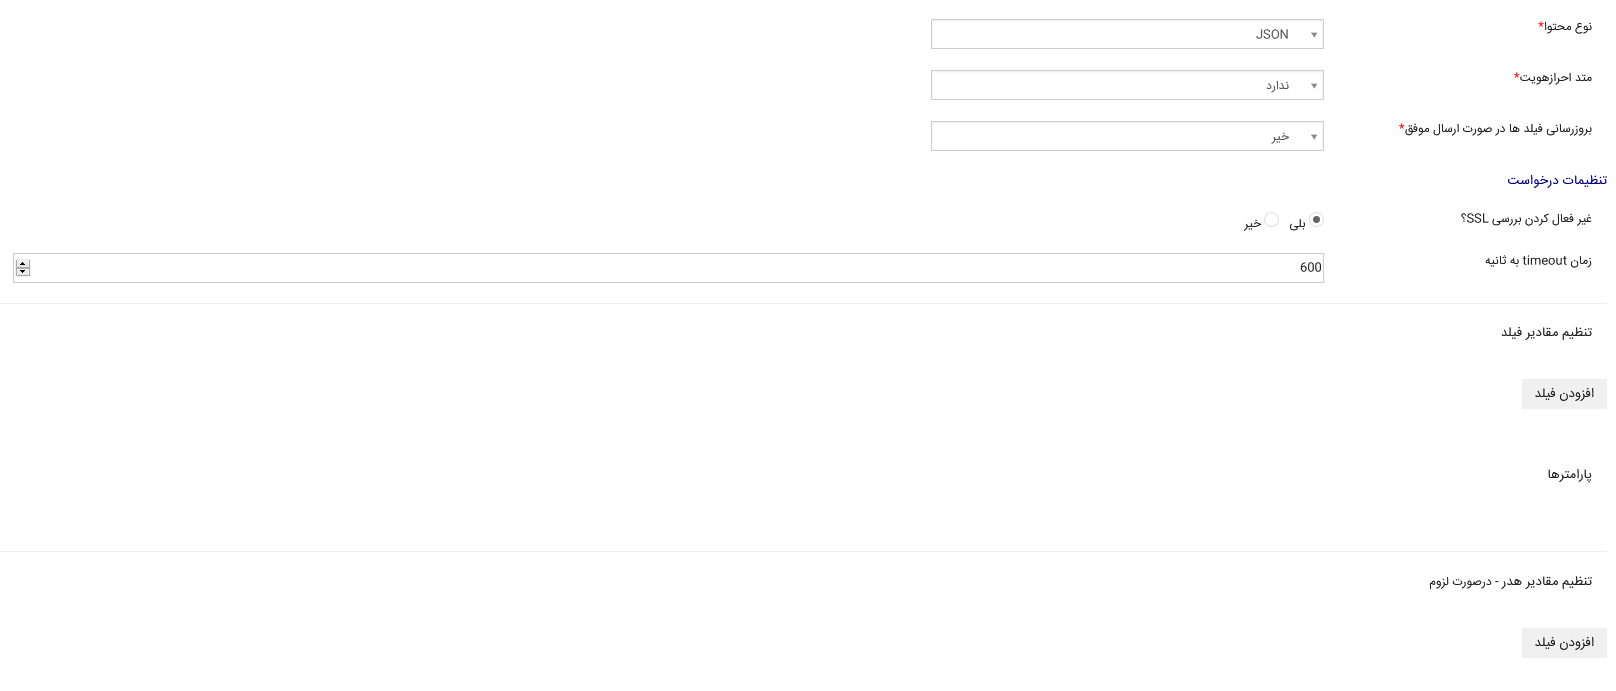 نوع محتوا*
JSON
متد احرازهویت*
ندارد
بروزرسانی فیلد ها در صورت ارسال موفق*
خیر
تنظیمات درخواست
غیر فعال کردن بررسی SSL؟
بلی خیر
زمان timeout به ثانیه
600
تنظیم مقادیر فیلد
افزودن فیلد
پارامترها
تنظیم مقادیر هدر - درصورت لزوم
افزودن فیلد